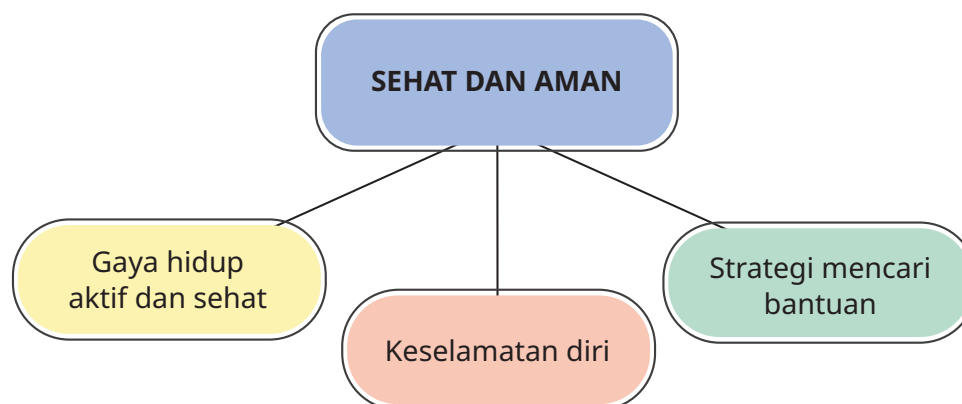 SEHAT DAN AMAN
Gaya hidup
aktif dan sehat
Keselamatan diri
Strategi mencari
bantuan